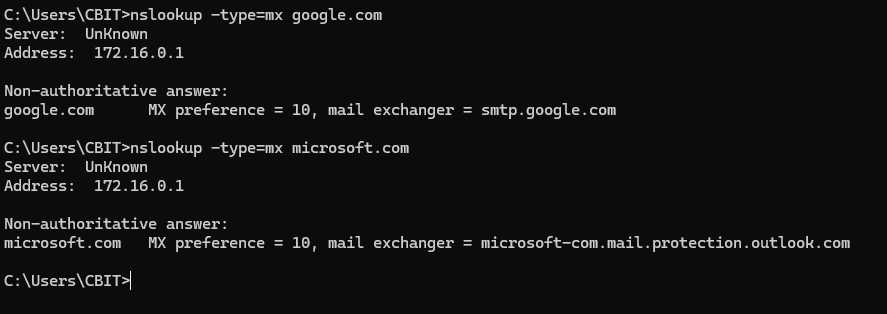 C:\Users\CBIT>nslookup -type=mx google.com
Server:  UnKnown
Address:  172.16.0.1

Non-authoritative answer:
google.com      MX preference = 10, mail exchanger = smtp.google.com

C:\Users\CBIT>nslookup -type=mx microsoft.com
Server:  UnKnown
Address:  172.16.0.1

Non-authoritative answer:
microsoft.com   MX preference = 10, mail exchanger = microsoft-com.mail.protection.outlook.com

C:\Users\CBIT>